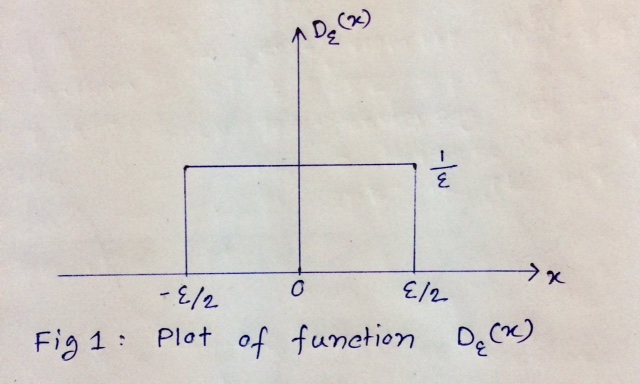 D_ε(x)
1/ε
-ε/2 0 ε/2 x
Fig 1: Plot of function D_ε(x)